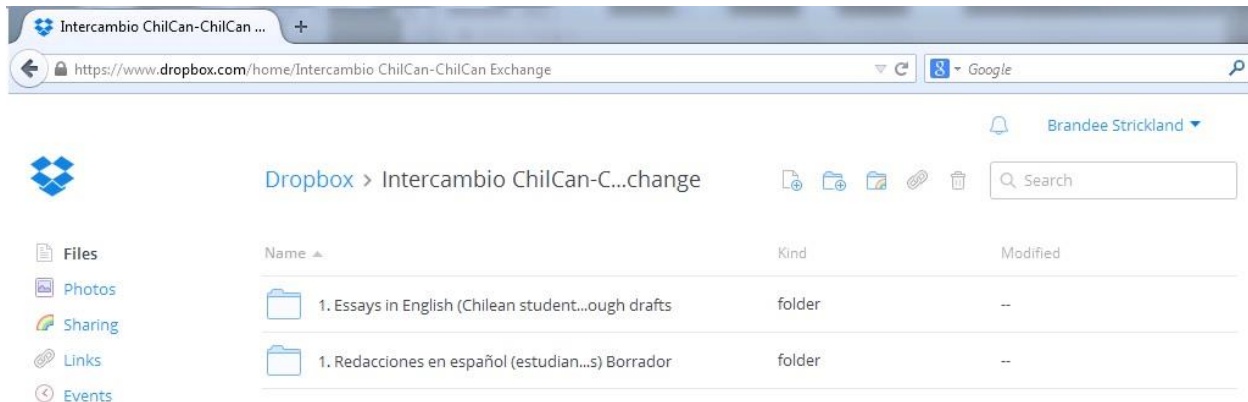 Intercambio ChilCan-ChilCan ...
https://www.dropbox.com/home/Intercambio ChilCan-ChilCan Exchange
Google
Brandee Strickland
Dropbox > Intercambio ChilCan-C...change
Search
Files
Name
Kind
Modified
Photos
1. Essays in English (Chilean student...ough drafts
folder
--
Sharing
Links
1. Redacciones en español (estudian...s) Borrador
folder
--
Events